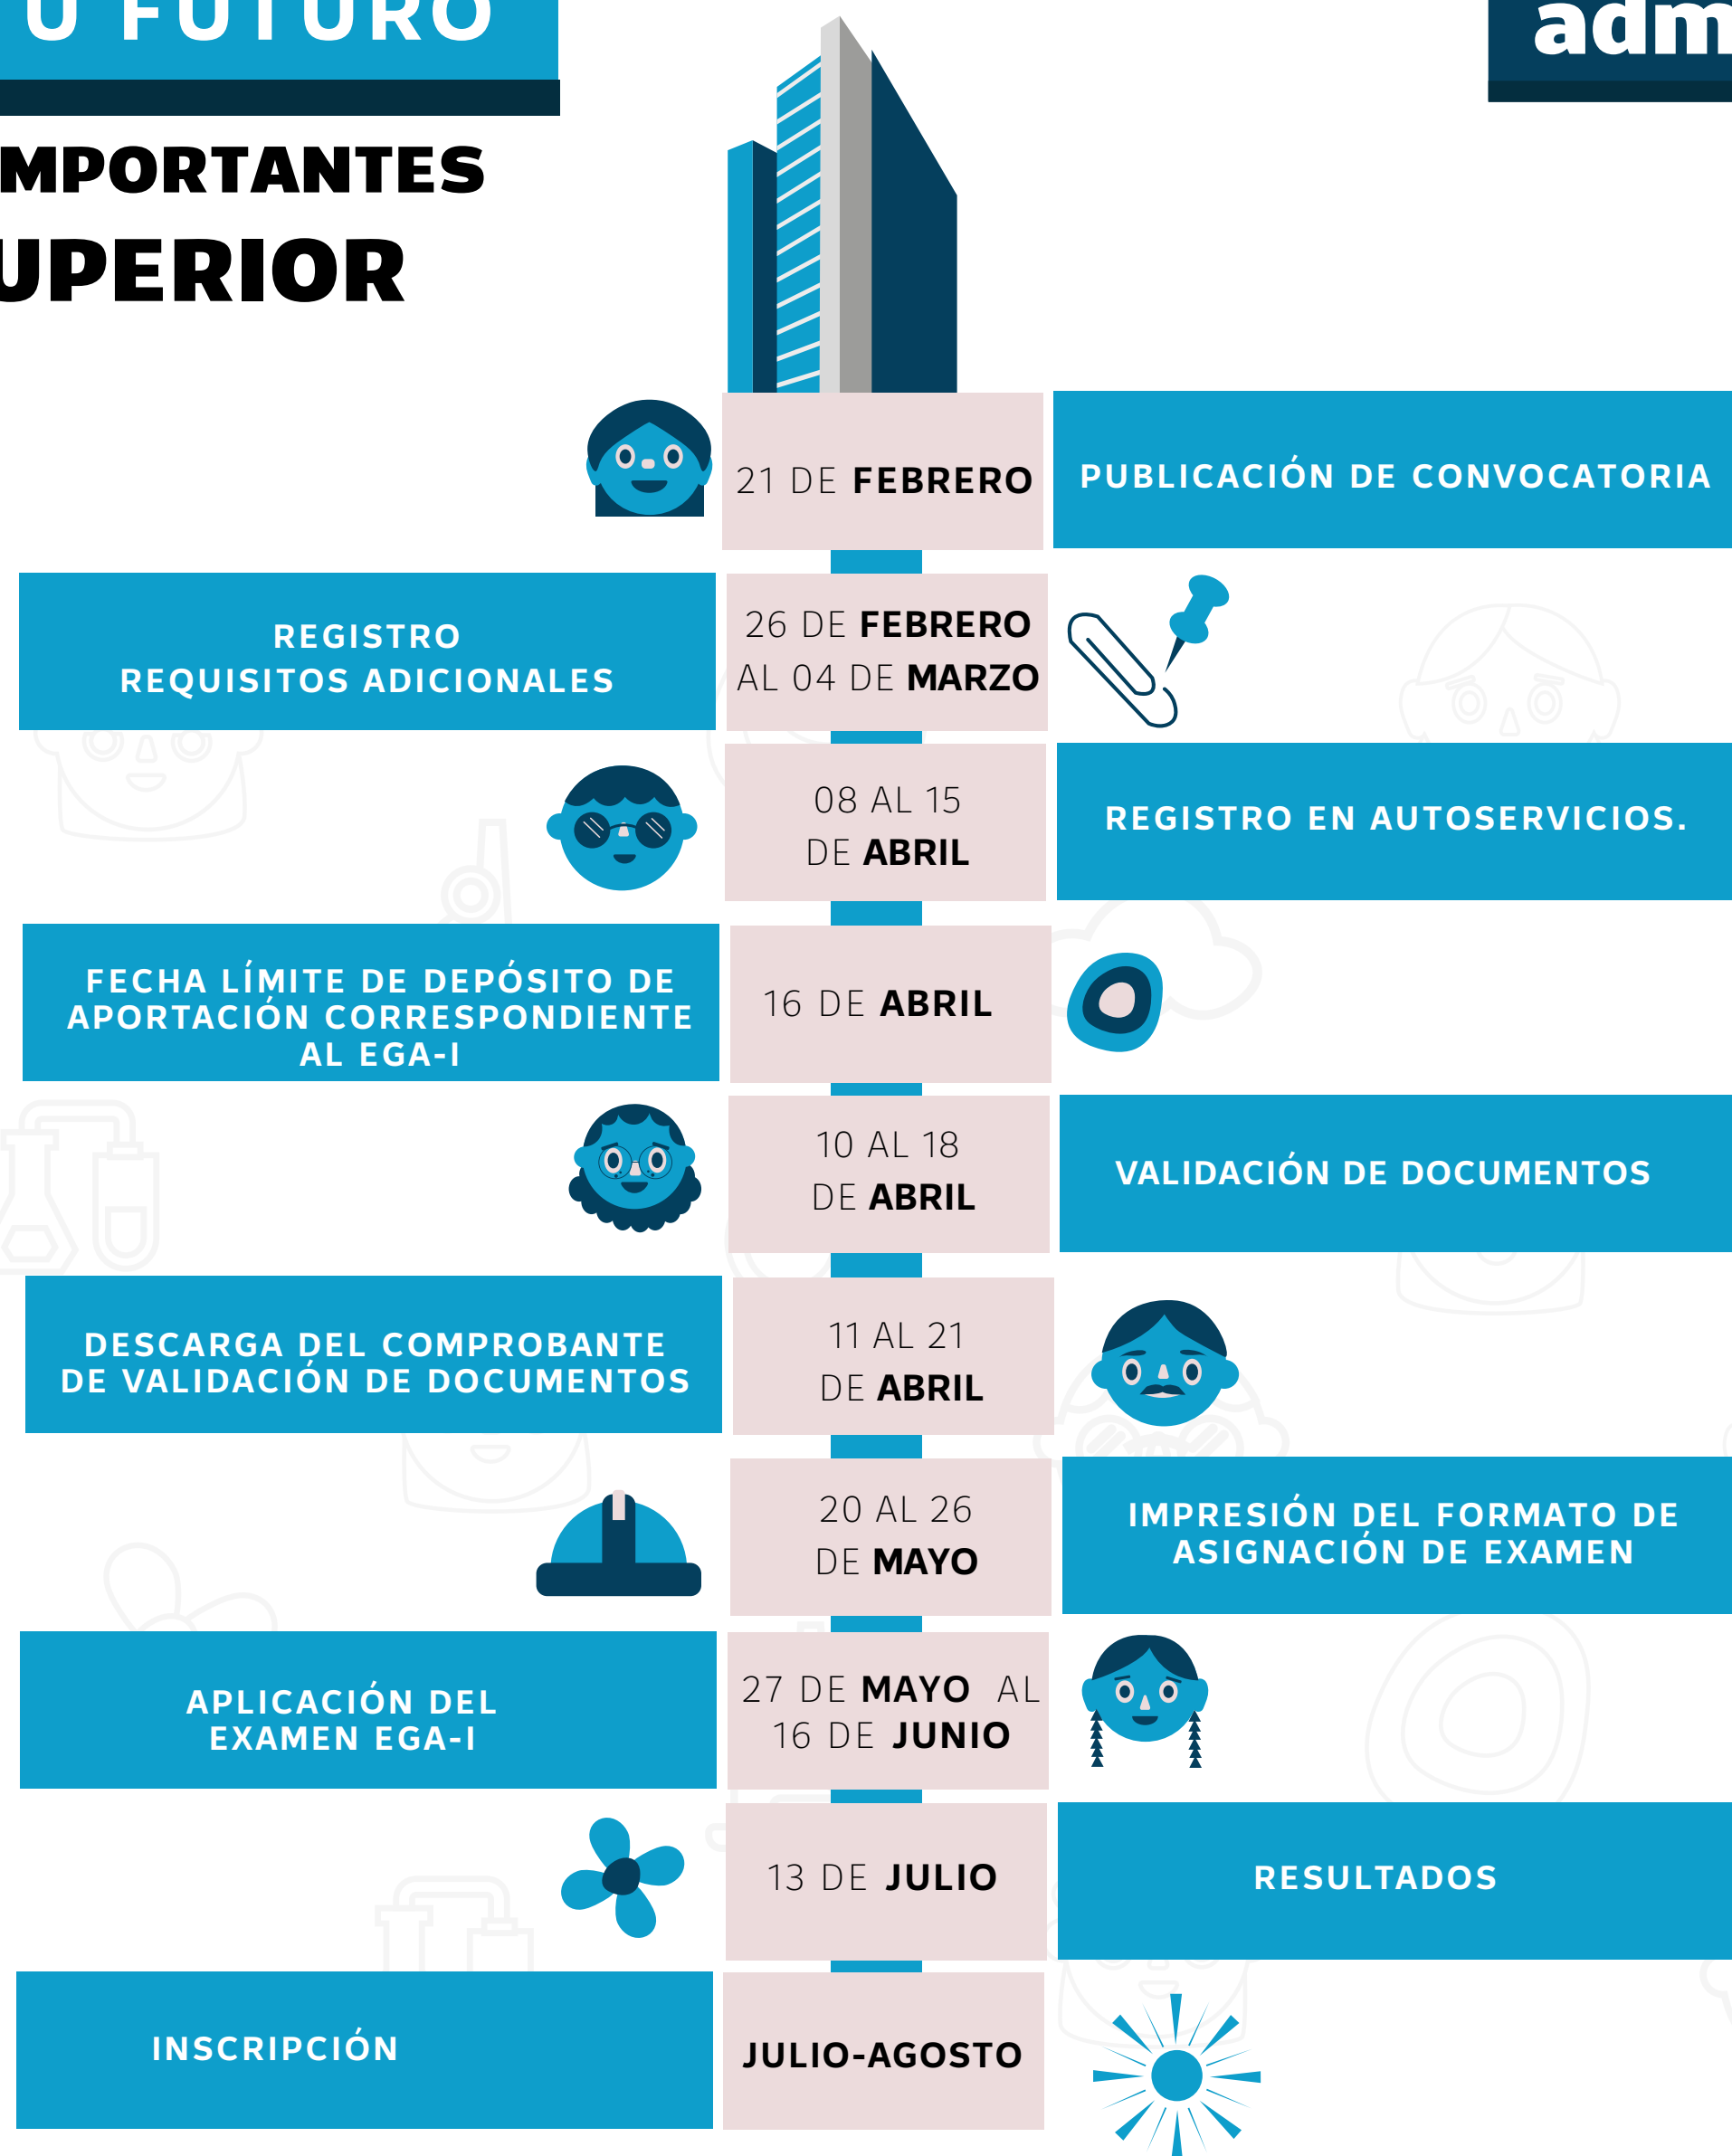 U FUTURO
adm
IMPORTANTES
UPERIOR
21 DE FEBRERO
PUBLICACIÓN DE CONVOCATORIA
REGISTRO
REQUISITOS ADICIONALES
26 DE FEBRERO
AL 04 DE MARZO
08 AL 15
DE ABRIL
REGISTRO EN AUTOSERVICIOS.
FECHA LÍMITE DE DEPÓSITO DE
APORTACIÓN CORRESPONDIENTE
AL EGA-I
16 DE ABRIL
10 AL 18
DE ABRIL
VALIDACIÓN DE DOCUMENTOS
DESCARGA DEL COMPROBANTE
DE VALIDACIÓN DE DOCUMENTOS
11 AL 21
DE ABRIL
20 AL 26
DE MAYO
IMPRESIÓN DEL FORMATO DE
ASIGNACIÓN DE EXAMEN
APLICACIÓN DEL
EXAMEN EGA-I
27 DE MAYO AL
16 DE JUNIO
13 DE JULIO
RESULTADOS
INSCRIPCIÓN
JULIO-AGOSTO